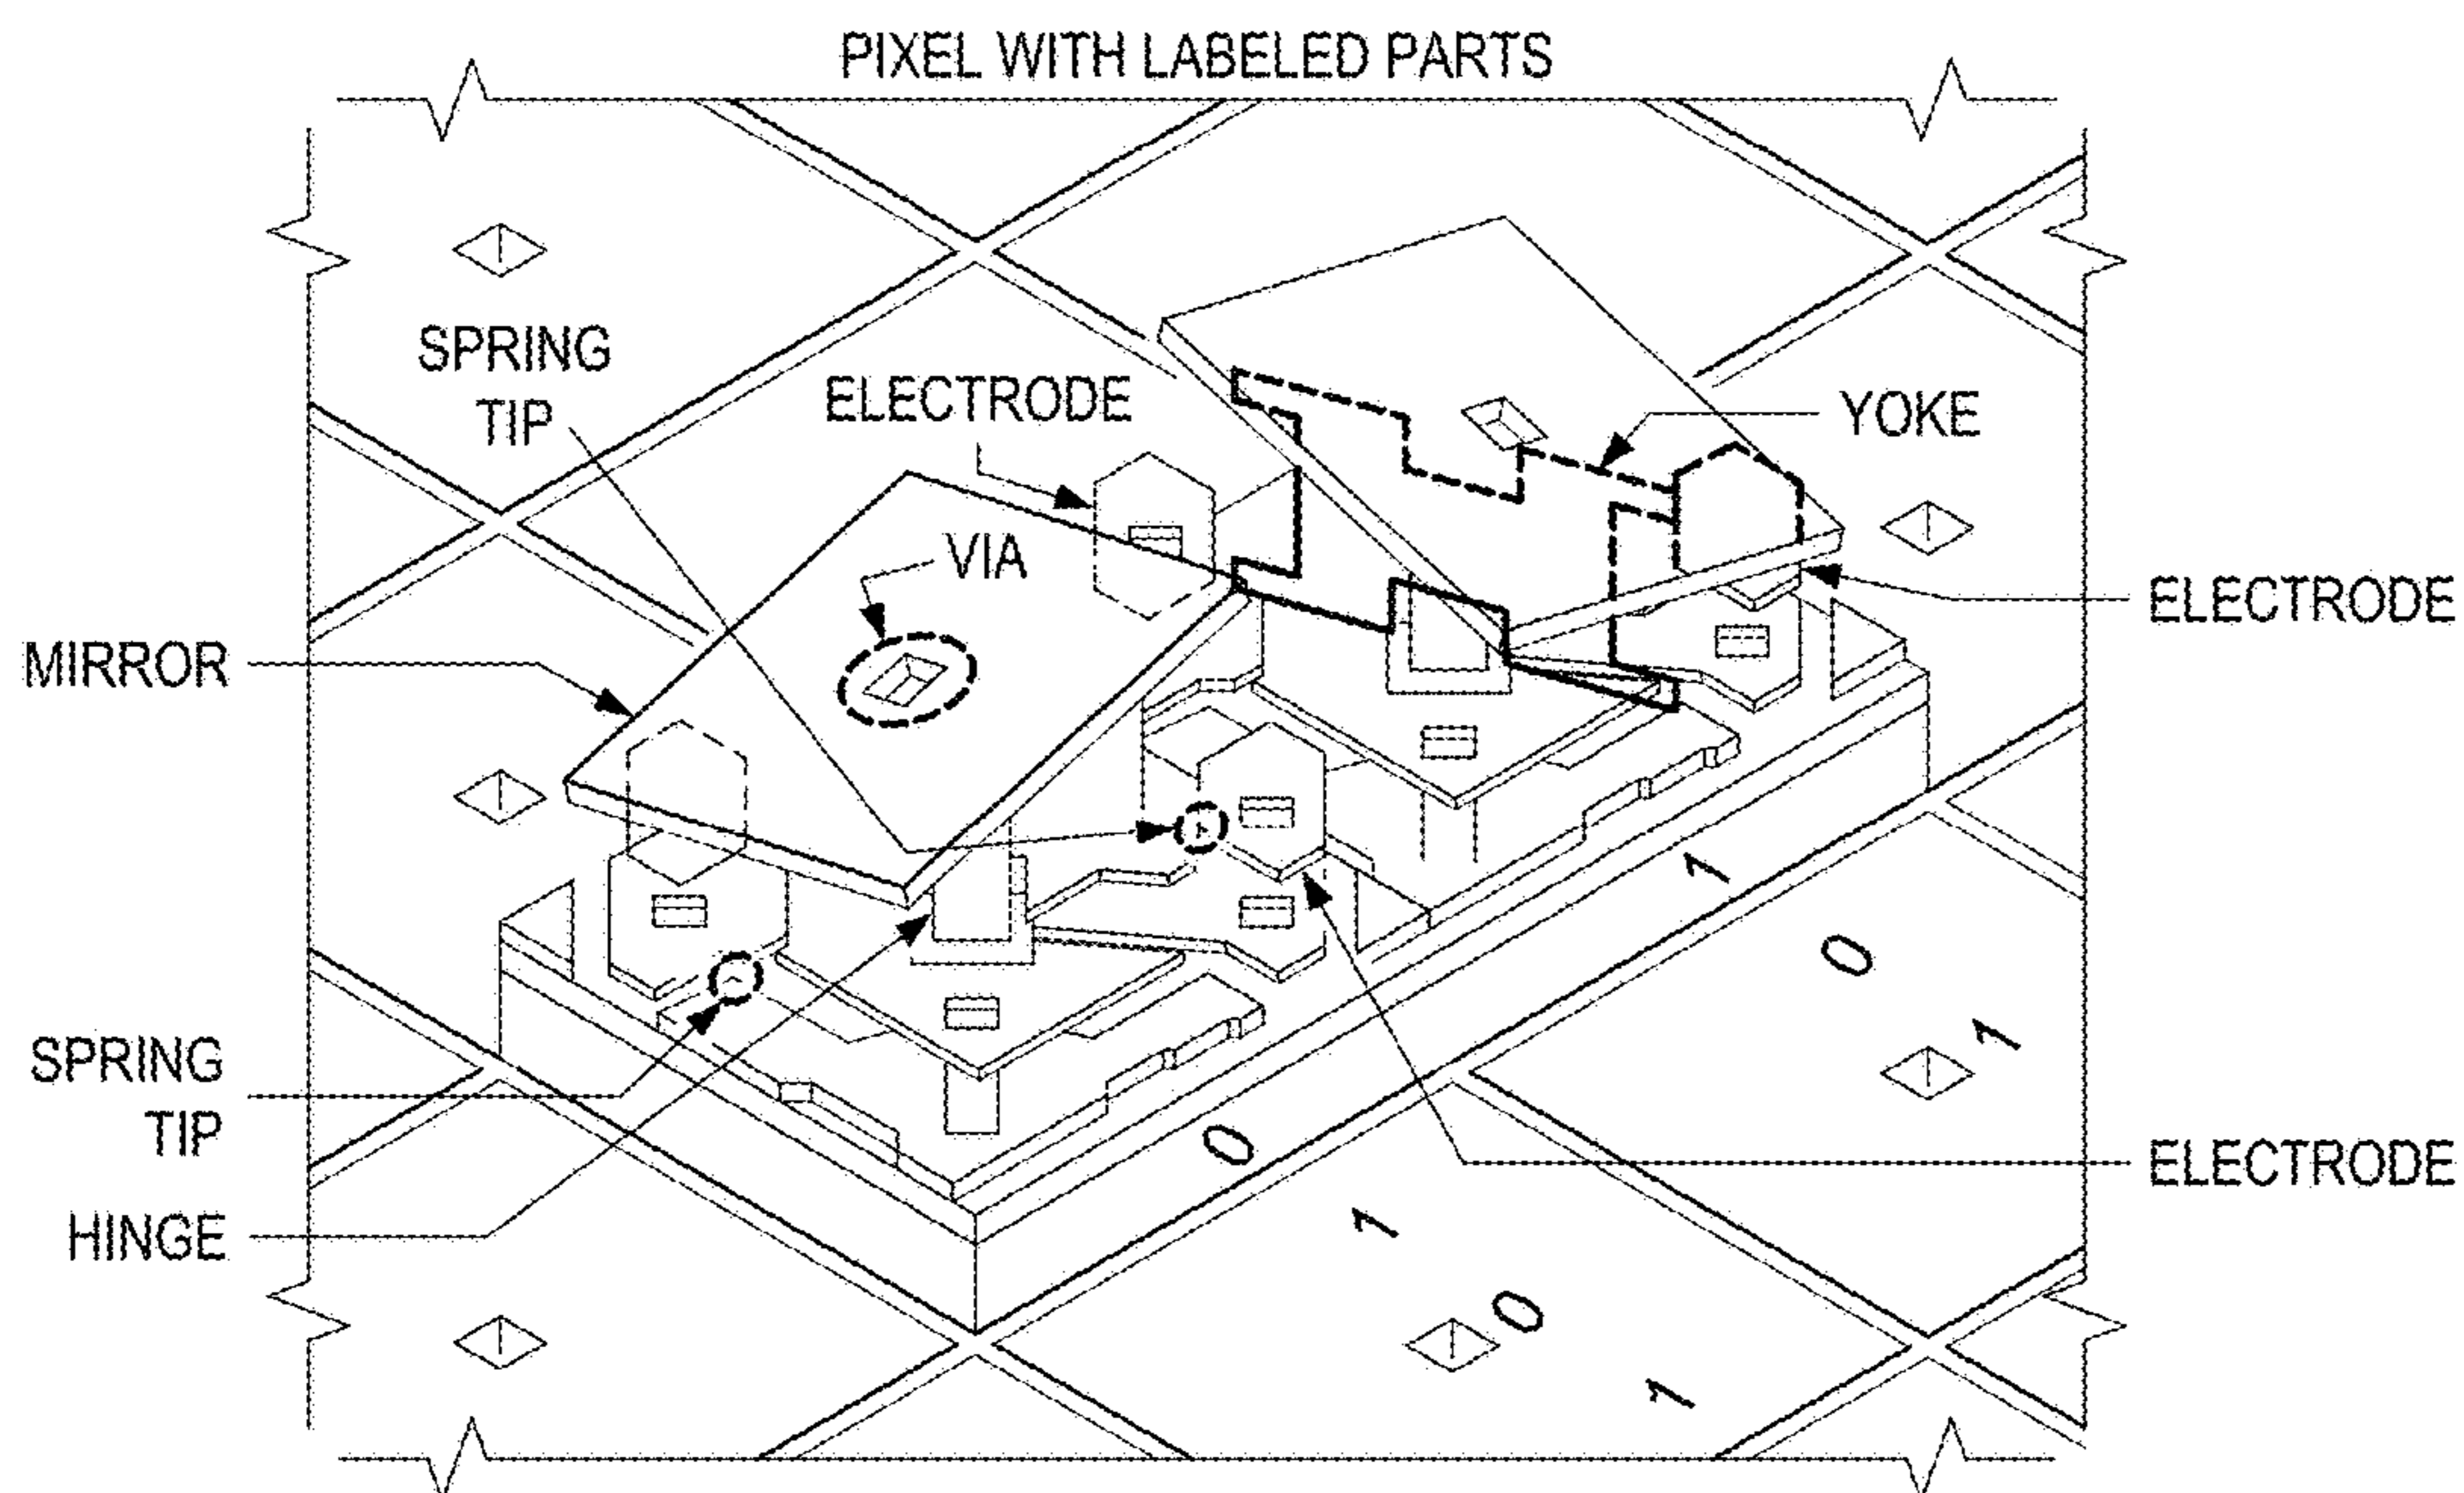 PIXEL WITH LABELED PARTS
SPRING
TIP
ELECTRODE
YOKE
VIA
ELECTRODE
MIRROR
1
0
1
SPRING
TIP
0
ELECTRODE
HINGE
1
0
1